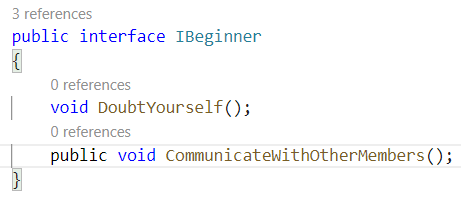 3 references
public interface IBeginner
{
0 references
void DoubtYourself();
0 references
public void CommunicateWithOtherMembers();
}